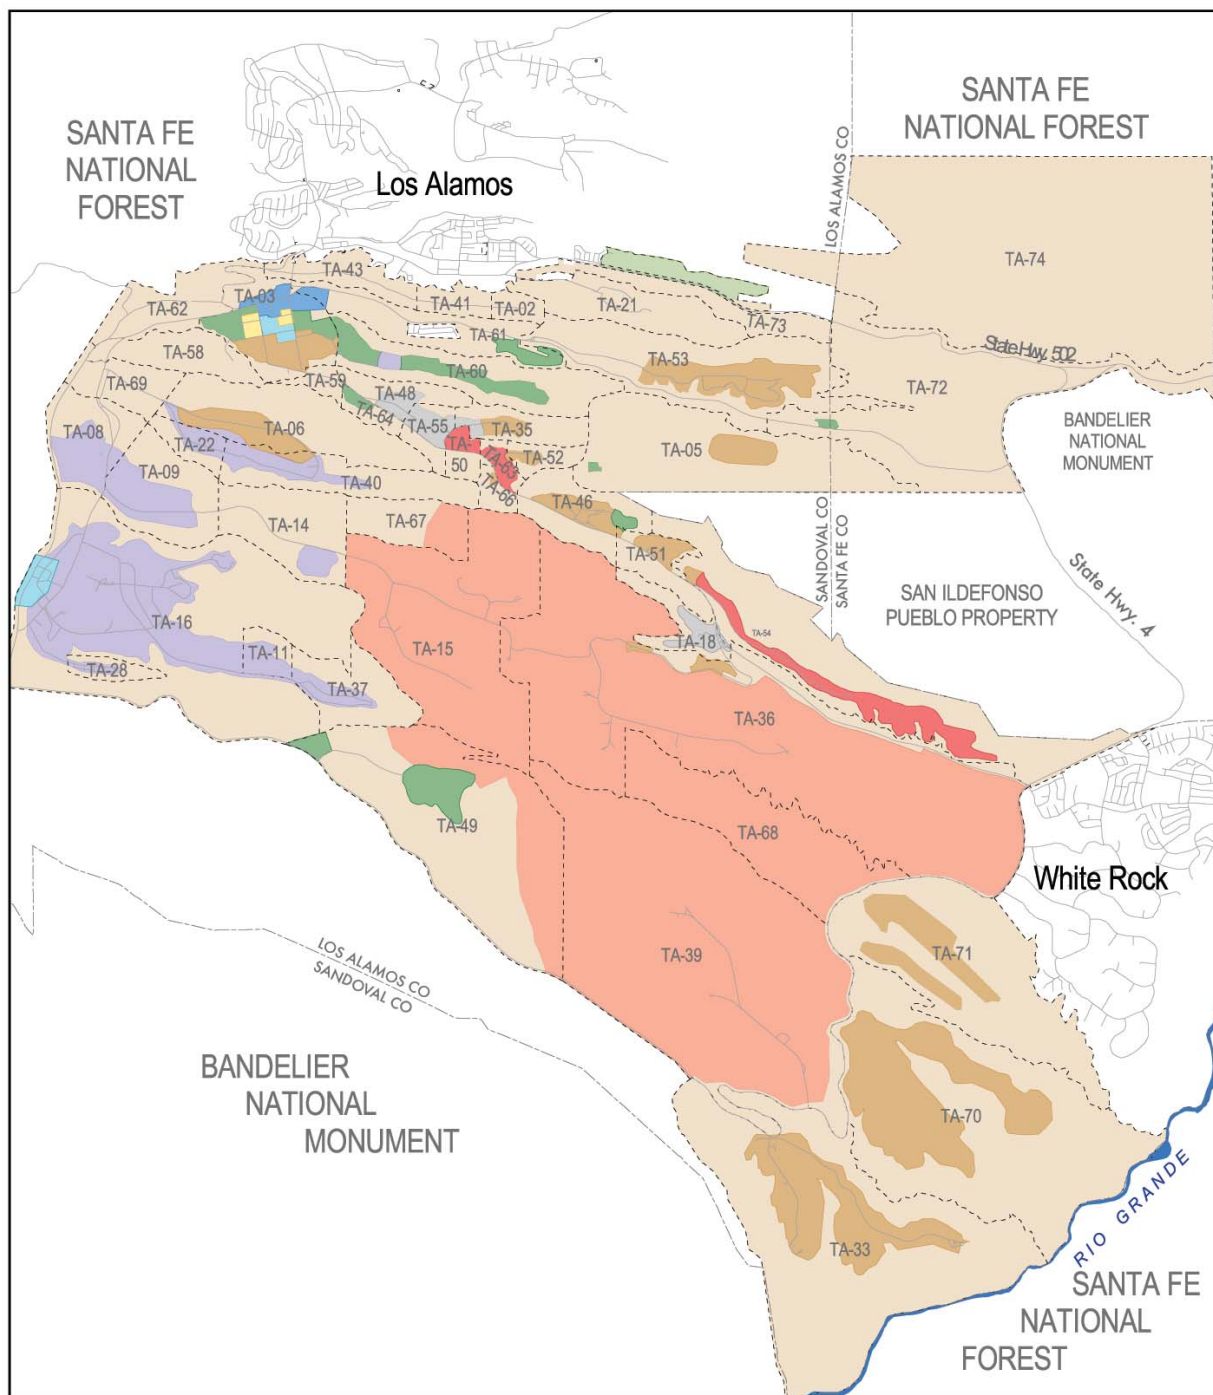 SANTA FE
NATIONAL FOREST
SANTA FE
NATIONAL
FOREST
Los Alamos
LOS ALAMOS CO
TA-74
TA-43
TA-62
TA-03
TA-41
TA-02
TA-21
TA-73
TA-61
State Hwy. 502
TA-58
TA-53
TA-72
TA-59
TA-60
TA-69
TA-48
TA-64
TA-55
TA-35
BANDELIER
NATIONAL
MONUMENT
TA-08
TA-22
TA-06
TA-
50
TA-63
TA-52
TA-05
TA-09
TA-40
TA-66
TA-46
SANDOVAL CO
SANTA FE CO
TA-14
TA-67
TA-51
State Hwy. 4
SAN ILDEFONSO
PUEBLO PROPERTY
TA-16
TA-54
TA-18
TA-15
TA-11
TA-28
TA-37
TA-36
TA-49
TA-68
White Rock
LOS ALAMOS CO
SANDOVAL CO
TA-39
TA-71
BANDELIER
NATIONAL
MONUMENT
TA-70
RIO GRANDE
TA-33
SANTA FE
NATIONAL
FOREST